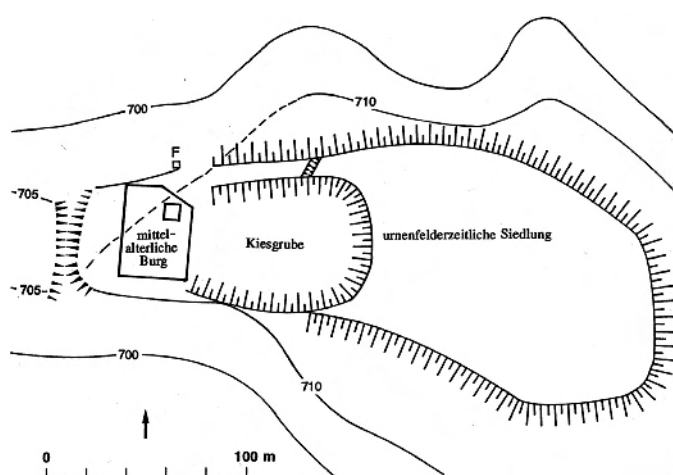 700
710
F
705
mittel-
alterliche
Burg
Kiesgrube
urnenfelderzeitliche Siedlung
705
700
710
0
100 m